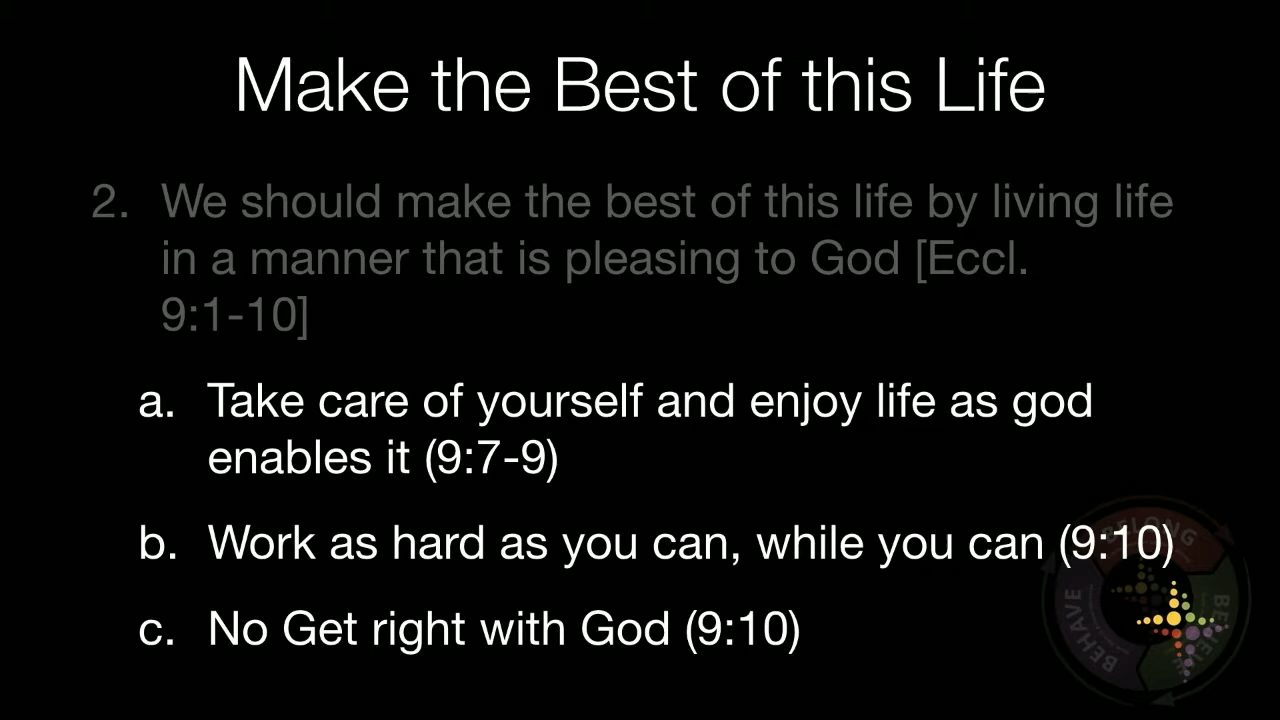 Make the Best of this Life
2. We should make the best of this life by living life
in a manner that is pleasing to God [Eccl.
9:1-10]
a. Take care of yourself and enjoy life as god
enables it (9:7-9)
b. Work as hard as you can, while you can (9:10)
c. No Get right with God (9:10)
BELONG
BEHAVE
BELIEVE